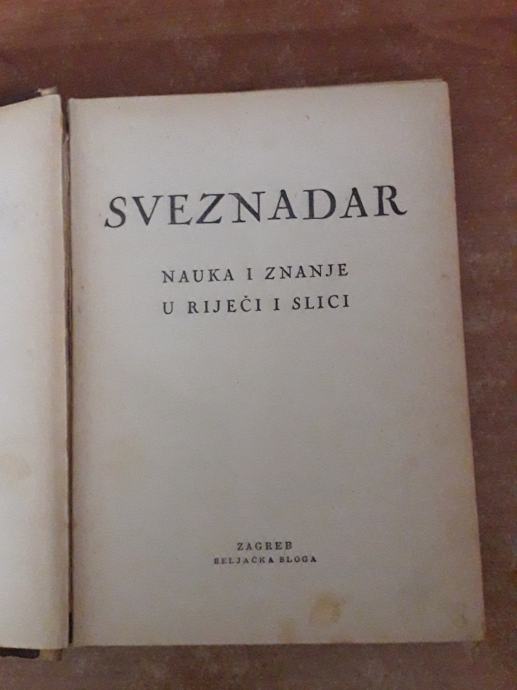 SVEZNADAR
NAUKA I ZNANJE
U RIJEČI I SLICI
ZAGREB
SELJAČKA SLOGA